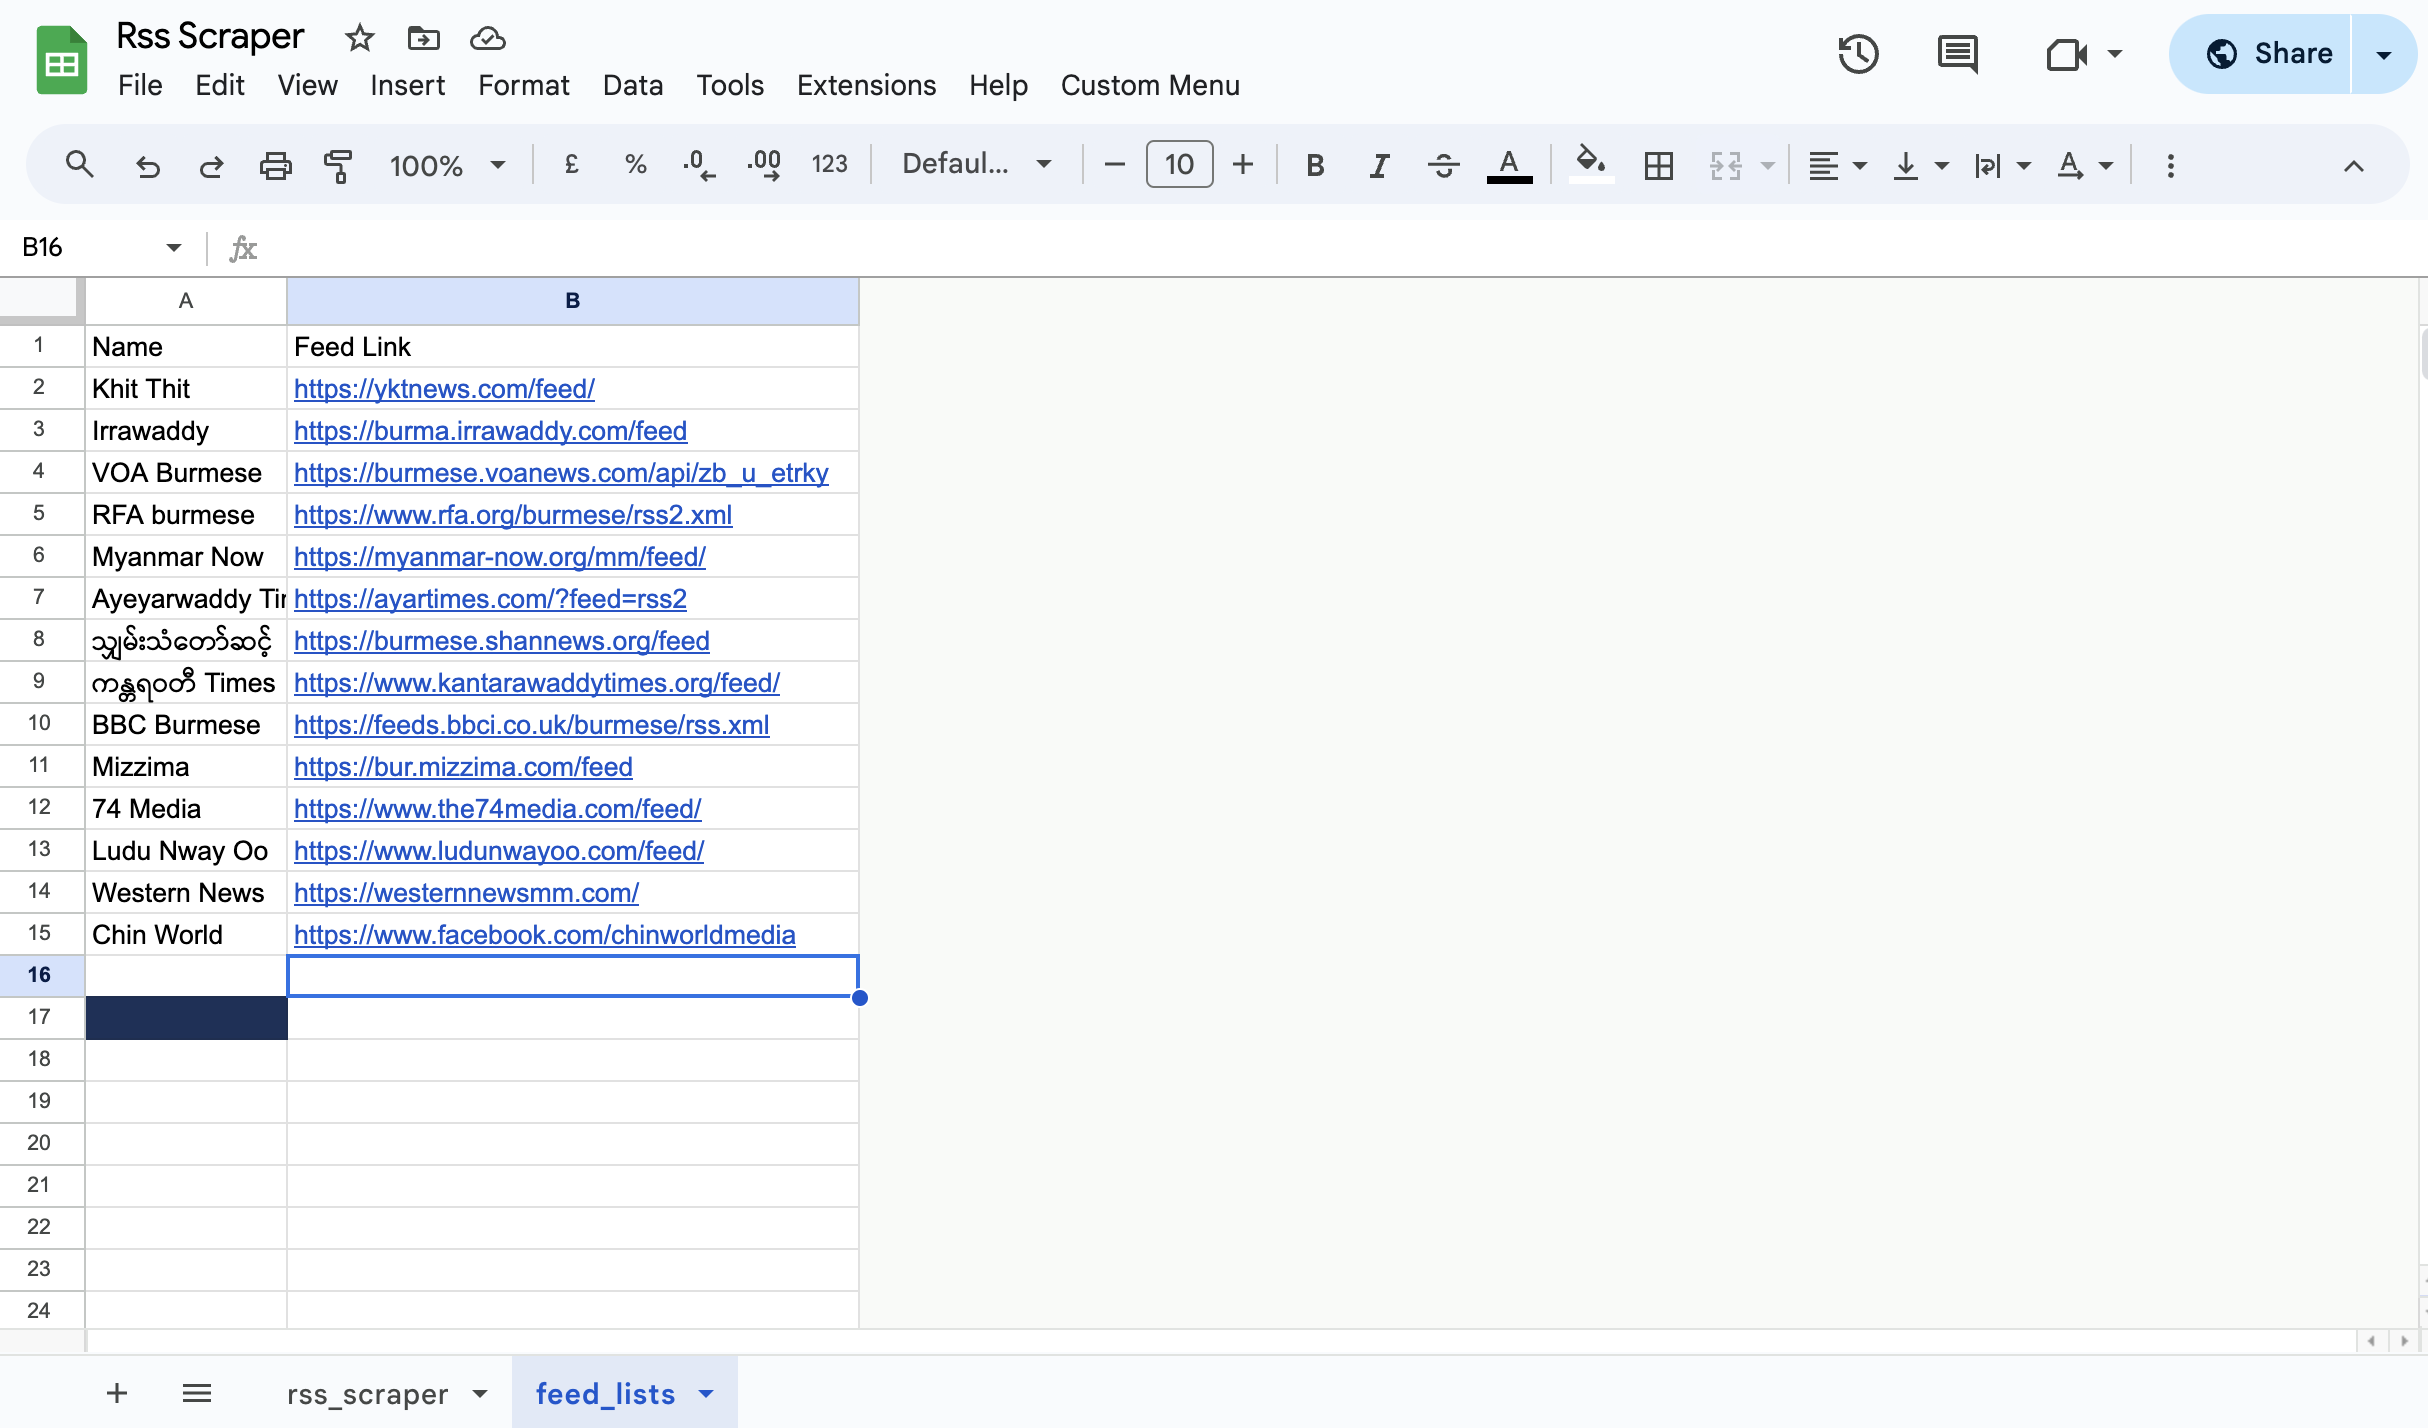 Rss Scraper
File Edit View Insert Format Data Tools Extensions Help Custom Menu
Share
100% £ % .0 .00 123 Defaul... 10 B I A A
B16 fx
A B
1 Name Feed Link
2 Khit Thit https://yktnews.com/feed/
3 Irrawaddy https://burma.irrawaddy.com/feed
4 VOA Burmese https://burmese.voanews.com/api/zb_u_etrky
5 RFA burmese https://www.rfa.org/burmese/rss2.xml
6 Myanmar Now https://myanmar-now.org/mm/feed/
7 Ayeyarwaddy Tir https://ayartimes.com/?feed=rss2
8 သျှမ်းသံတော်ဆင့် https://burmese.shannews.org/feed
9 ကန္တရဝတီ Times https://www.kantarawaddytimes.org/feed/
10 BBC Burmese https://feeds.bbci.co.uk/burmese/rss.xml
11 Mizzima https://bur.mizzima.com/feed
12 74 Media https://www.the74media.com/feed/
13 Ludu Nway Oo https://www.ludunwayoo.com/feed/
14 Western News https://westernnewsmm.com/
15 Chin World https://www.facebook.com/chinworldmedia
16
17
18
19
20
21
22
23
24
rss_scraper feed_lists